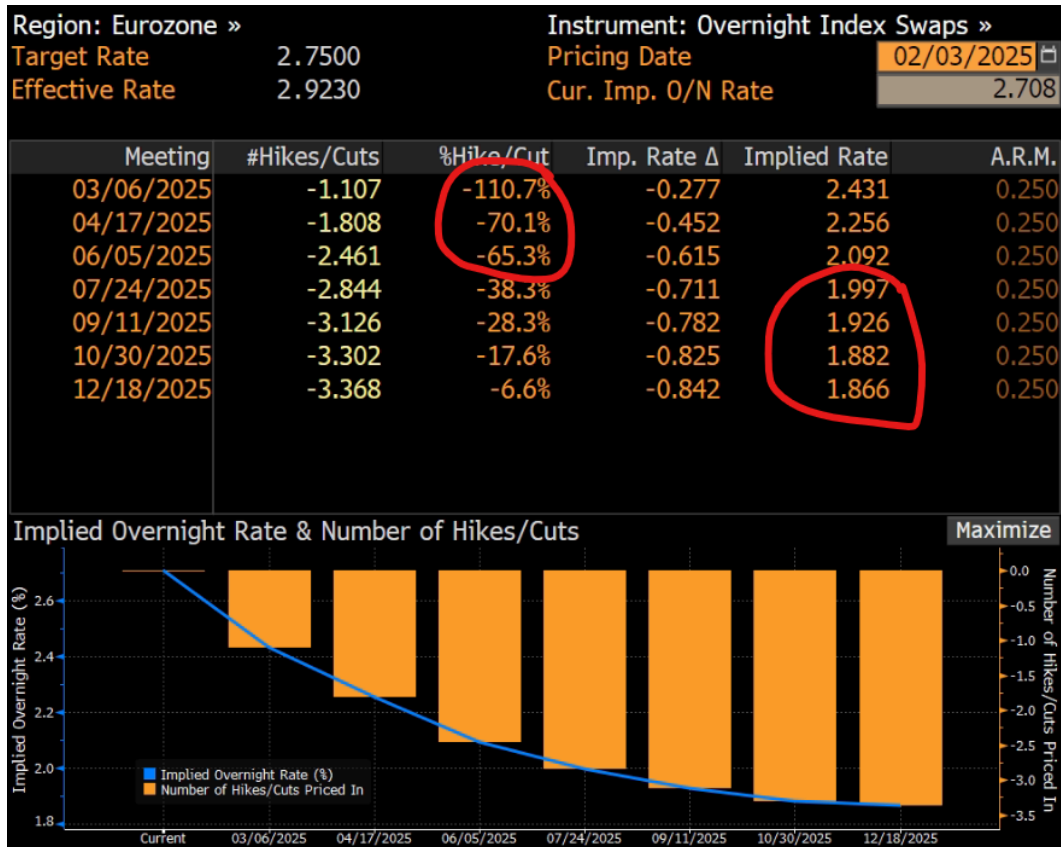 Region: Eurozone » Instrument: Overnight Index Swaps »
Target Rate 2.7500 Pricing Date 02/03/2025
Effective Rate 2.9230 Cur. Imp. O/N Rate 2.708
Meeting #Hikes/Cuts %Hike/Cut Imp. Rate Δ Implied Rate A.R.M.
03/06/2025 -1.107 -110.7% -0.277 2.431 0.250
04/17/2025 -1.808 -70.1% -0.452 2.256 0.250
06/05/2025 -2.461 -65.3% -0.615 2.092 0.250
07/24/2025 -2.844 -38.3% -0.711 1.997 0.250
09/11/2025 -3.126 -28.3% -0.782 1.926 0.250
10/30/2025 -3.302 -17.6% -0.825 1.882 0.250
12/18/2025 -3.368 -6.6% -0.842 1.866 0.250
Implied Overnight Rate & Number of Hikes/Cuts Maximize
Implied Overnight Rate (%)
2.6
2.4
2.2
2.0
1.8
Implied Overnight Rate (%)
Number of Hikes/Cuts Priced In
0.0
-0.5
-1.0
-1.5
-2.0
-2.5
-3.0
-3.5
Number of Hikes/Cuts Priced In
Current 03/06/2025 04/17/2025 06/05/2025 07/24/2025 09/11/2025 10/30/2025 12/18/2025